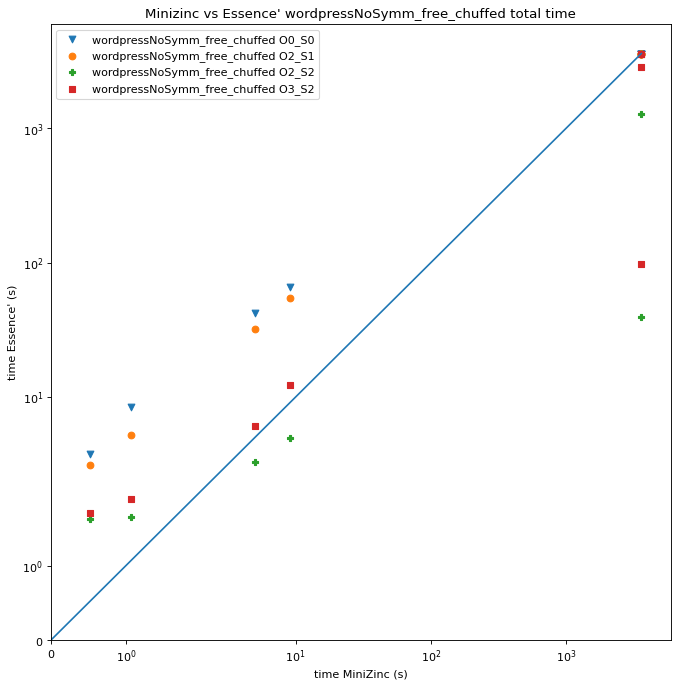 Minizinc vs Essence' wordpressNoSymm_free_chuffed total time
wordpressNoSymm_free_chuffed O0_S0
wordpressNoSymm_free_chuffed O2_S1
wordpressNoSymm_free_chuffed O2_S2
wordpressNoSymm_free_chuffed O3_S2
10³
10²
10¹
10⁰
0
time Essence' (s)
0 10⁰ 10¹ 10² 10³
time MiniZinc (s)